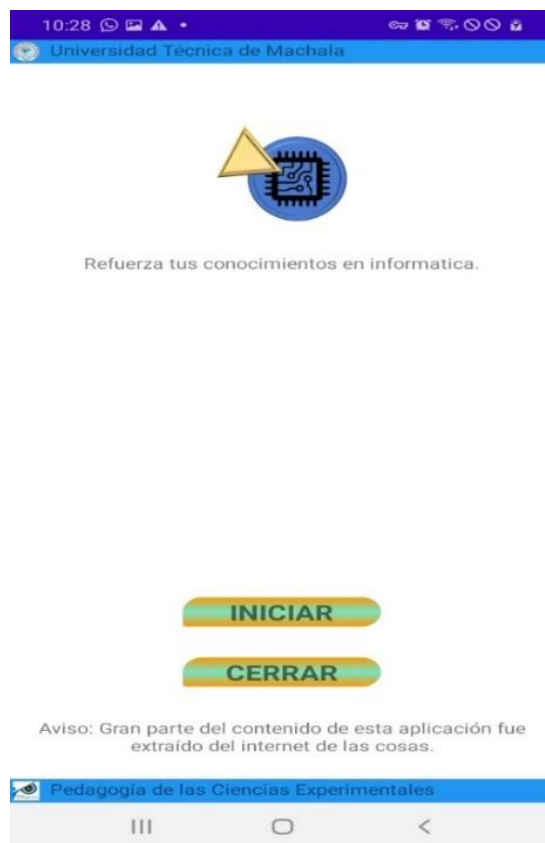 10:28
Universidad Técnica de Machala
Refuerza tus conocimientos en informatica.
INICIAR
CERRAR
Aviso: Gran parte del contenido de esta aplicación fue
extraído del internet de las cosas.
Pedagogía de las Ciencias Experimentales